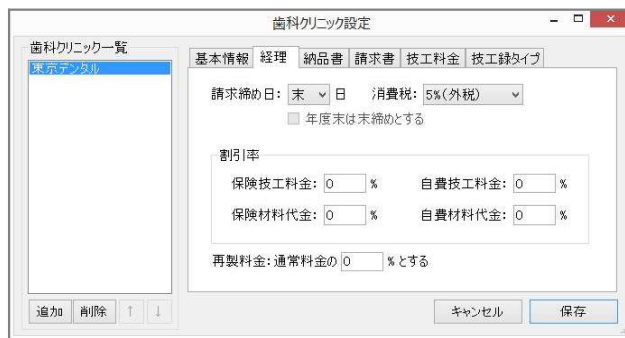 歯科クリニック設定
歯科クリニック一覧
東京デンタル
基本情報 経理 納品書 請求書 技工料金 技工録タイプ
請求締め日: 末 日 消費税: 5%(外税)
年度末は末締めとする
割引率
保険技工料金: 0 % 自費技工料金: 0 %
保険材料代金: 0 % 自費材料代金: 0 %
再製料金:通常料金の 0 %とする
追加 削除 ↑ ↓ キャンセル 保存